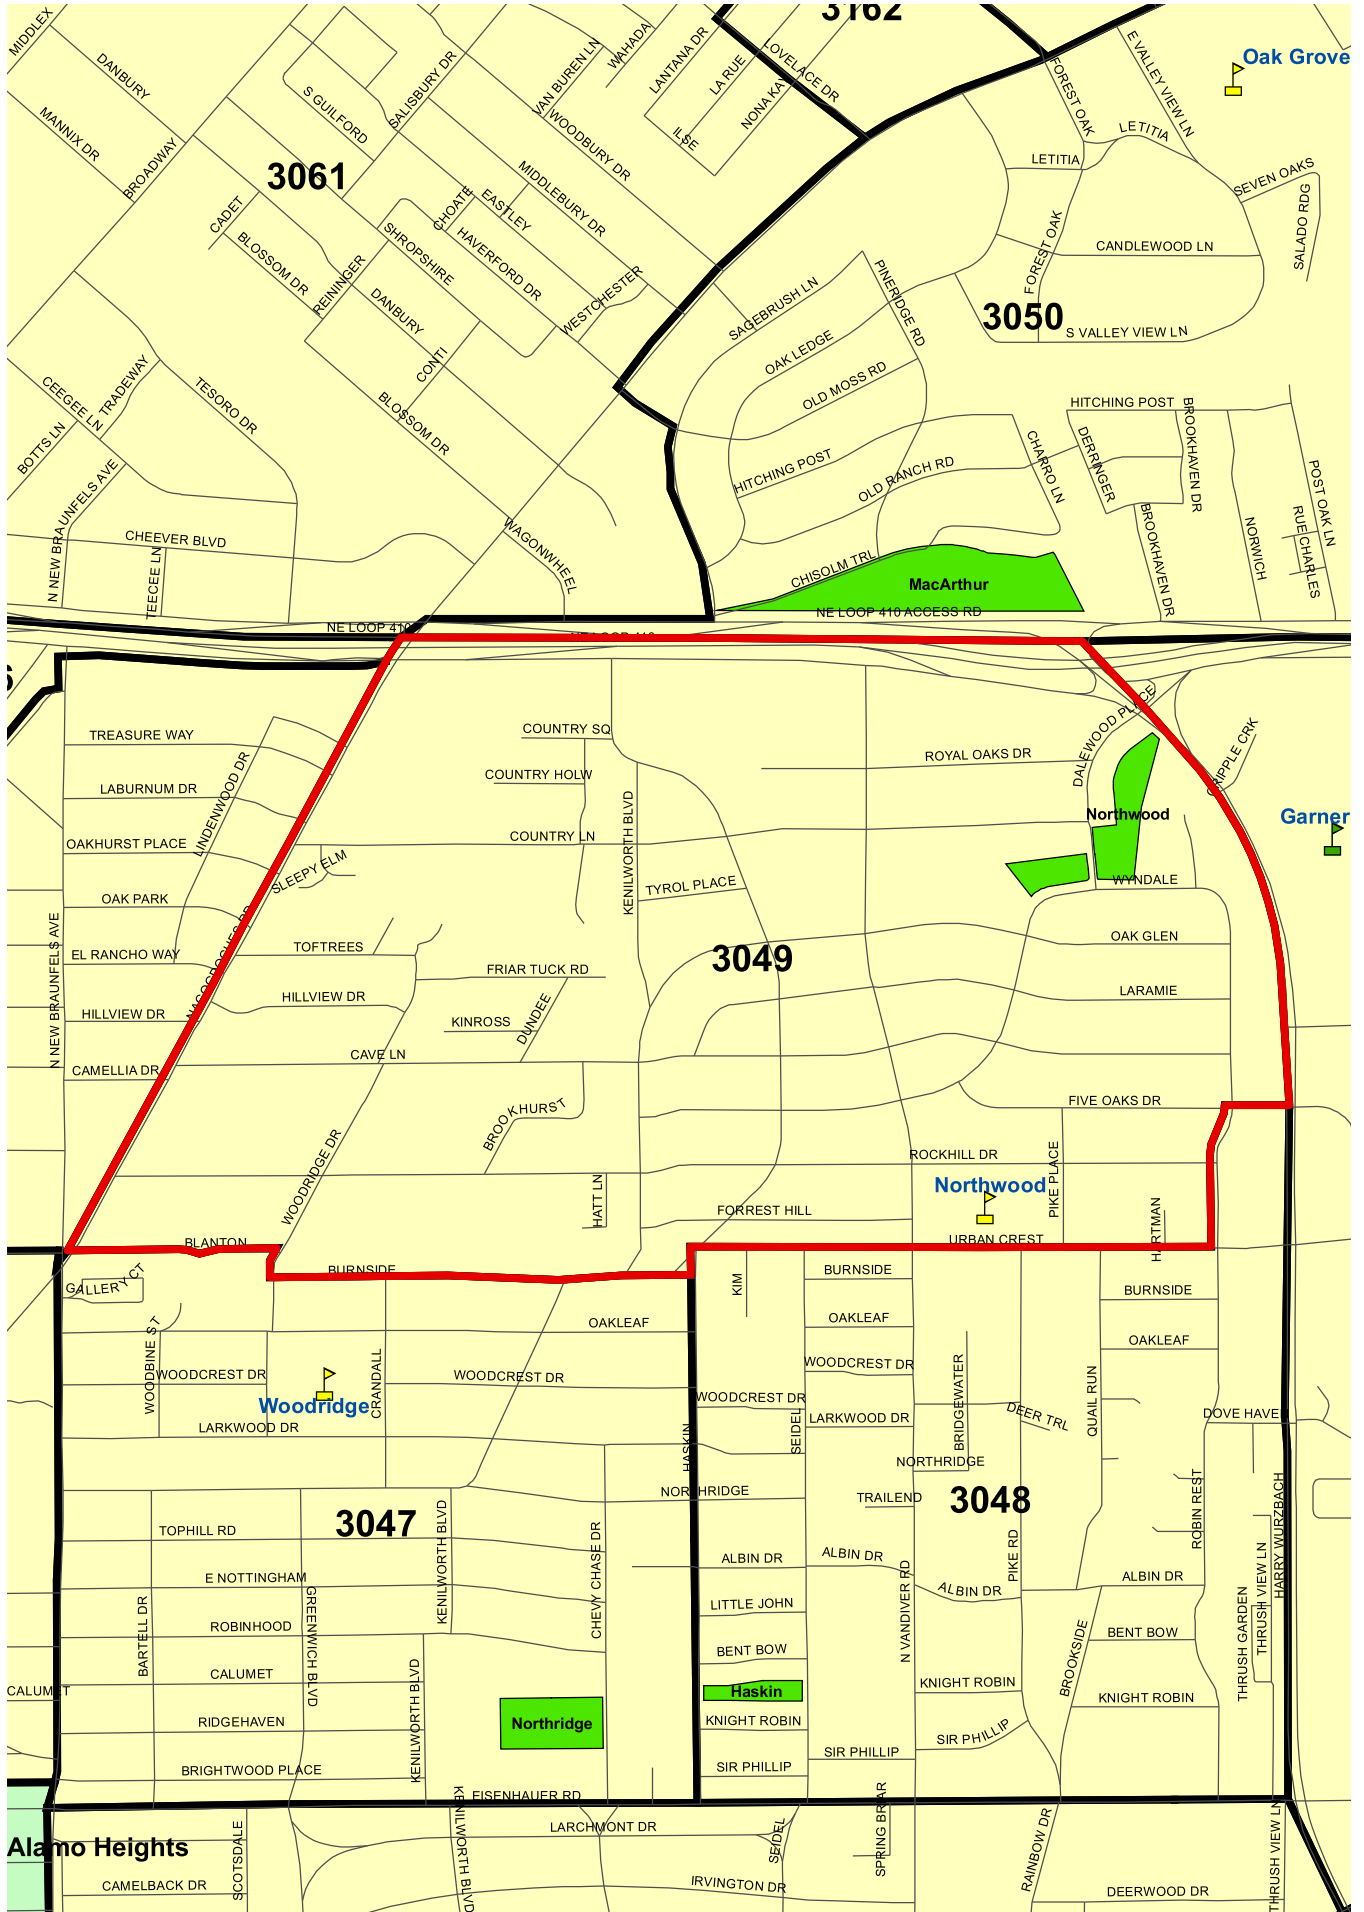 3162
MIDDLEX
DANBURY
MANNIX DR
BROADWAY
S GUILFORD
SALISBURY DR
VAN BUREN LN
WAHADA
LANTANA DR
LA RUE
LOVELACE DR
NONA KAY
ILSE
WOODBURY DR
MIDDLEBURY DR
FOREST OAK
E VALLEY VIEW LN
Oak Grove
LETITIA
LETITIA
SEVEN OAKS
SALADO RDG
3061
CADET
BLOSSOM DR
REININGER
SHROPSHIRE
CHOATE
EASTLEY
HAVERFORD DR
WESTCHESTER
DANBURY
CONTI
BLOSSOM DR
SAGEBRUSH LN
PINERIDGE RD
FOREST OAK
CANDLEWOOD LN
3050
S VALLEY VIEW LN
OAK LEDGE
OLD MOSS RD
CEEGEE LN
TRADEWAY
TESORO DR
BOTTS LN
N NEW BRAUNFELS AVE
HITCHING POST
OLD RANCH RD
CHARRO LN
HITCHING POST
DERRINGER
BROOKHAVEN DR
BROOKHAVEN DR
NORWICH
POST OAK LN
RUE CHARLES
CHEEVER BLVD
TEECEE LN
WAGONWHEEL
CHISOLM TRL
MacArthur
NE LOOP 410 ACCESS RD
NE LOOP 410
NE LOOP 410
TREASURE WAY
LABURNUM DR
LINDENWOOD DR
OAKHURST PLACE
OAK PARK
EL RANCHO WAY
HILLVIEW DR
CAMELLIA DR
N NEW BRAUNFELS AVE
NACOGDOCHES RD
SLEEPY ELM
TOFTREES
HILLVIEW DR
COUNTRY SQ
COUNTRY HOLW
COUNTRY LN
KENILWORTH BLVD
TYROL PLACE
ROYAL OAKS DR
DALEWOOD PLACE
CRIPPLE CRK
Northwood
Garner
WYNDALE
OAK GLEN
3049
FRIAR TUCK RD
KINROSS
DUNDEE
LARAMIE
CAVE LN
BROOKHURST
FIVE OAKS DR
WOODRIDGE DR
HATT LN
ROCKHILL DR
Northwood
PIKE PLACE
HARTMAN
FORREST HILL
URBAN CREST
BLANTON
BURNSIDE
GALLERY CT
KIM
BURNSIDE
BURNSIDE
OAKLEAF
OAKLEAF
OAKLEAF
WOODBINE ST
WOODCREST DR
CRANDALL
WOODCREST DR
WOODCREST DR
WOODCREST DR
Woodridge
LARKWOOD DR
HASKIN
SEIDEL
LARKWOOD DR
BRIDGEWATER
DEER TRL
QUAIL RUN
DOVE HAVEN
NORTHRIDGE
NORTHRIDGE
TRAILEND
3048
ROBIN REST
HARRY WURZBACH
3047
TOPHILL RD
KENILWORTH BLVD
CHEVY CHASE DR
ALBIN DR
ALBIN DR
ALBIN DR
ALBIN DR
PIKE RD
N VANDIVER RD
E NOTTINGHAM
GREENWICH BLVD
BARTELL DR
ROBINHOOD
LITTLE JOHN
BENT BOW
BENT BOW
BROOKSIDE
THRUSH GARDEN
THRUSH VIEW LN
CALUMET
CALUMET
KENILWORTH BLVD
Haskin
KNIGHT ROBIN
KNIGHT ROBIN
KNIGHT ROBIN
RIDGEHAVEN
Northridge
SIR PHILLIP
SIR PHILLIP
SIR PHILLIP
BRIGHTWOOD PLACE
EISENHAUER RD
KENILWORTH BLVD
Alamo Heights
SCOTSDALE
LARCHMONT DR
SEIDEL
SPRING BRIAR
RAINBOW DR
THRUSH VIEW LN
CAMELBACK DR
IRVINGTON DR
DEERWOOD DR